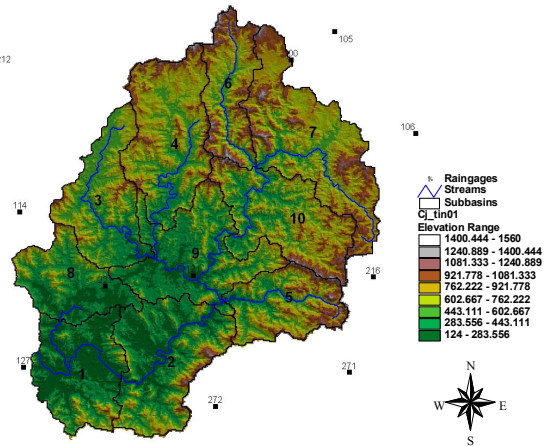 105
212
00
6
106
7
4
3
114
10
9
8
216
5
127
2
1
271
272
Raingages
Streams
Subbasins
Cj_tin01
Elevation Range
1400.444 - 1560
1240.889 - 1400.444
1081.333 - 1240.889
921.778 - 1081.333
762.222 - 921.778
602.667 - 762.222
443.111 - 602.667
283.556 - 443.111
124 - 283.556
N
W E
S